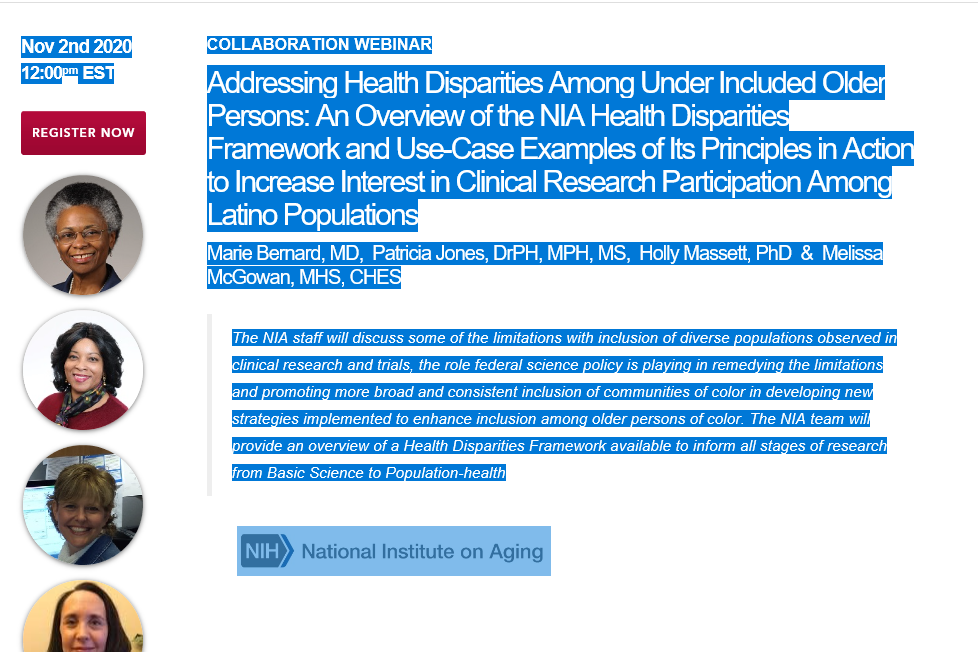 Nov 2nd 2020
12:00pm EST
REGISTER NOW
COLLABORATION WEBINAR
Addressing Health Disparities Among Under Included Older
Persons: An Overview of the NIA Health Disparities
Framework and Use-Case Examples of Its Principles in Action
to Increase Interest in Clinical Research Participation Among
Latino Populations
Marie Bernard, MD,  Patricia Jones, DrPH, MPH, MS,  Holly Massett, PhD  &  Melissa
McGowan, MHS, CHES
The NIA staff will discuss some of the limitations with inclusion of diverse populations observed in
clinical research and trials, the role federal science policy is playing in remedying the limitations
and promoting more broad and consistent inclusion of communities of color in developing new
strategies implemented to enhance inclusion among older persons of color. The NIA team will
provide an overview of a Health Disparities Framework available to inform all stages of research
from Basic Science to Population-health
NIH National Institute on Aging